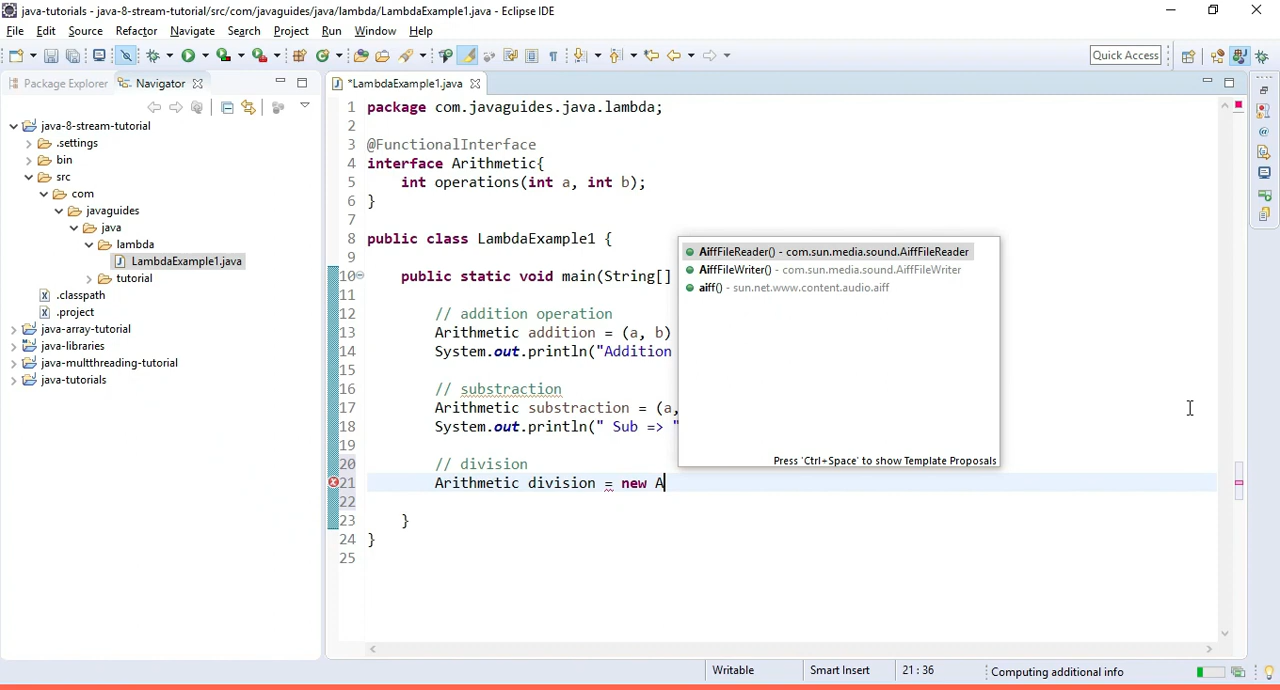 java-tutorials - java-8-stream-tutorial/src/com/javaguides/java/lambda/LambdaExample1.java - Eclipse IDE
File Edit Source Refactor Navigate Search Project Run Window Help
Quick Access
Package Explorer Navigator
*LambdaExample1.java
java-8-stream-tutorial
.settings
bin
src
com
javaguides
java
lambda
LambdaExample1.java
tutorial
.classpath
.project
java-array-tutorial
java-libraries
java-multthreading-tutorial
java-tutorials
1 package com.javaguides.java.lambda;
2
3 @FunctionalInterface
4 interface Arithmetic{
5 int operations(int a, int b);
6 }
7
8 public class LambdaExample1 {
9
10 public static void main(String[]
11
12 // addition operation
13 Arithmetic addition = (a, b)
14 System.out.println("Addition
15
16 // substraction
17 Arithmetic substraction = (a,
18 System.out.println(" Sub => "
19
20 // division
21 Arithmetic division = new A
22
23 }
24 }
25
AiffFileReader() - com.sun.media.sound.AiffFileReader
AiffFileWriter() - com.sun.media.sound.AiffFileWriter
aiff() - sun.net.www.content.audio.aiff
Press 'Ctrl+Space' to show Template Proposals
Writable Smart Insert 21 : 36 Computing additional info